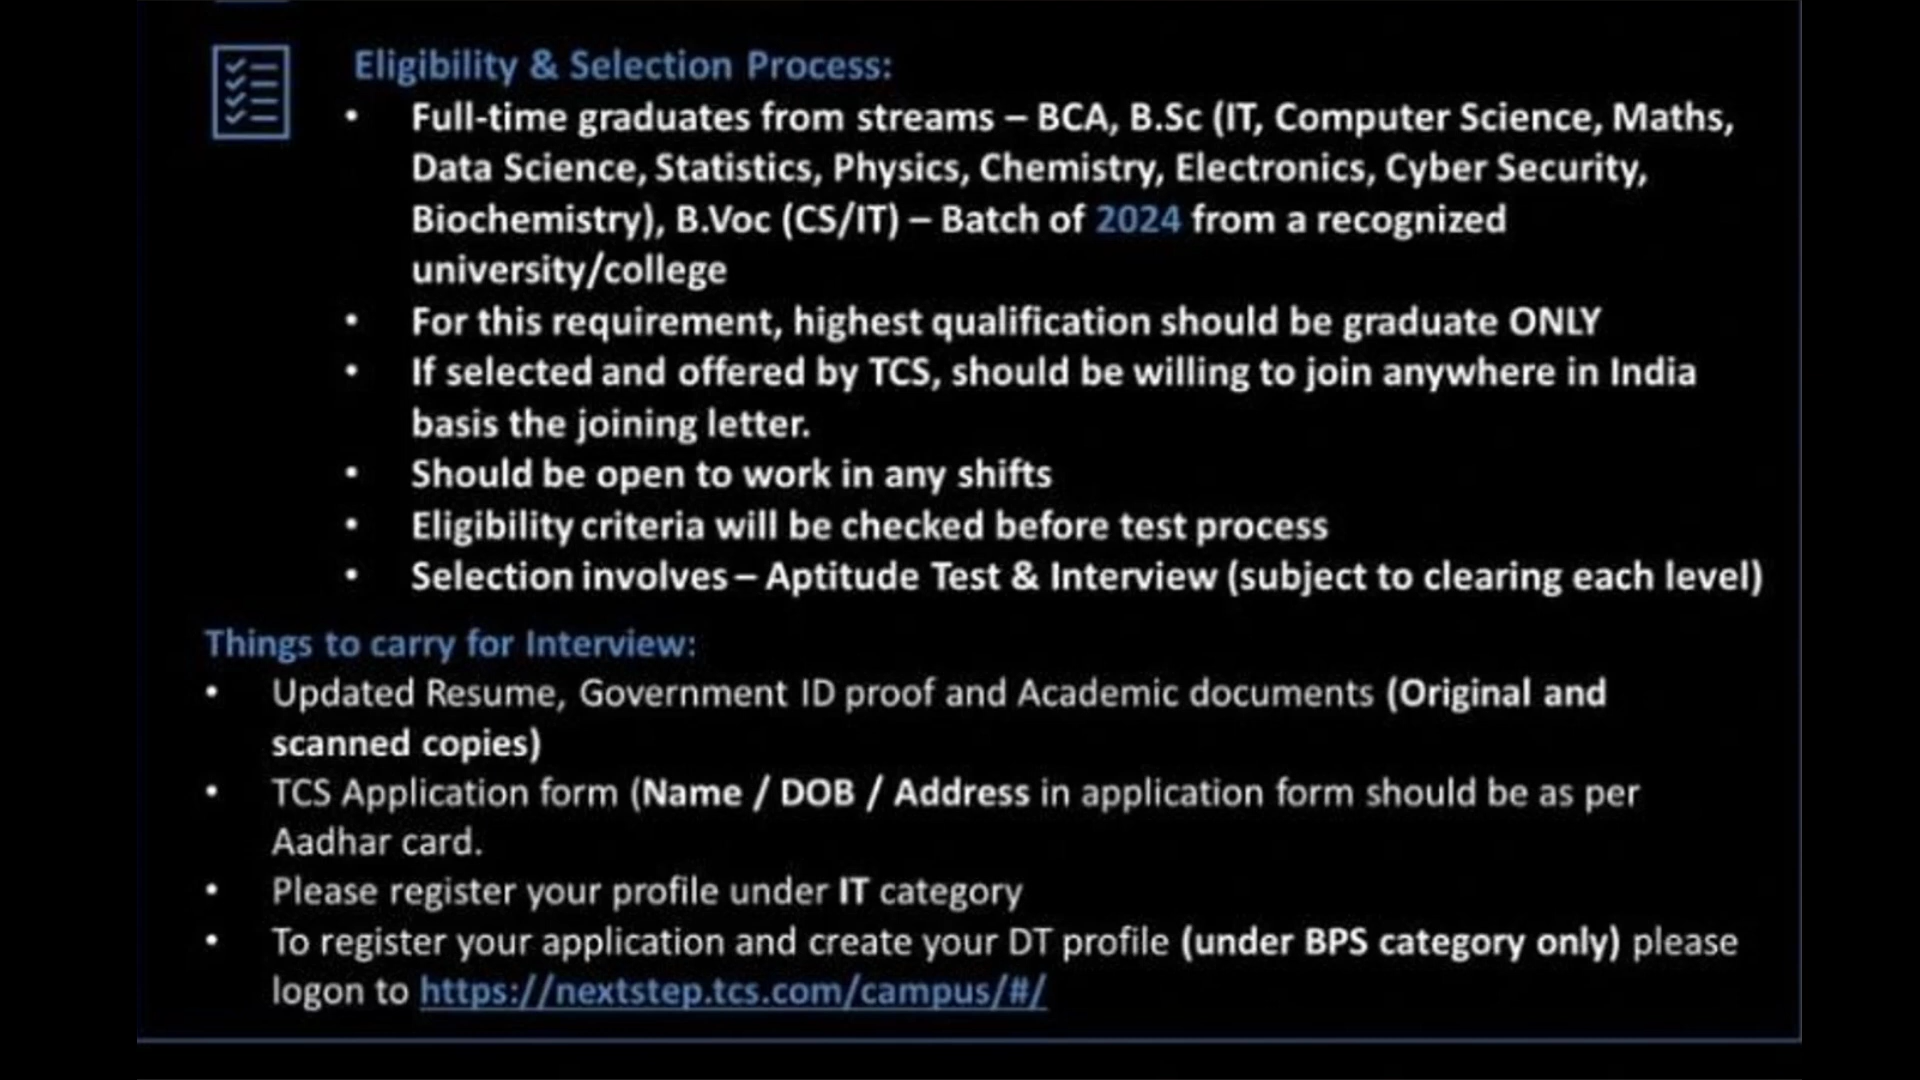 Eligibility & Selection Process:
• Full-time graduates from streams – BCA, B.Sc (IT, Computer Science, Maths,
Data Science, Statistics, Physics, Chemistry, Electronics, Cyber Security,
Biochemistry), B.Voc (CS/IT) – Batch of 2024 from a recognized
university/college
• For this requirement, highest qualification should be graduate ONLY
• If selected and offered by TCS, should be willing to join anywhere in India
basis the joining letter.
• Should be open to work in any shifts
• Eligibility criteria will be checked before test process
• Selection involves – Aptitude Test & Interview (subject to clearing each level)
Things to carry for Interview:
• Updated Resume, Government ID proof and Academic documents (Original and
scanned copies)
• TCS Application form (Name / DOB / Address in application form should be as per
Aadhar card.
• Please register your profile under IT category
• To register your application and create your DT profile (under BPS category only) please
logon to https://nextstep.tcs.com/campus/#/